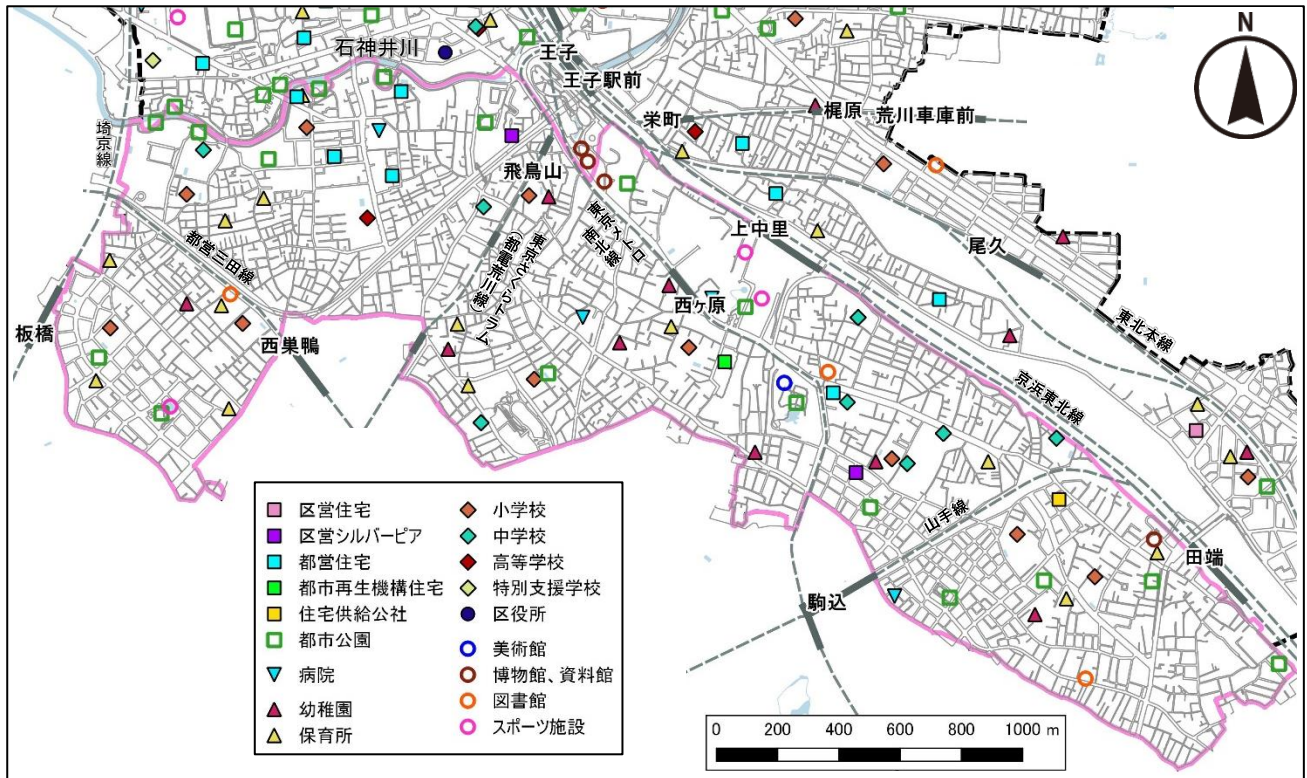 石神井川
王子
王子駅前
N
埼京線
栄町
梶原
荒川車庫前
飛鳥山
東京メトロ
南北線
上中里
尾久
都営三田線
東京さくらトラム
(都電荒川線)
西ヶ原
東北本線
板橋
西巣鴨
京浜東北線
山手線
田端
駒込
区営住宅
区営シルバーピア
都営住宅
都市再生機構住宅
住宅供給公社
都市公園
病院
幼稚園
保育所
小学校
中学校
高等学校
特別支援学校
区役所
美術館
博物館、資料館
図書館
スポーツ施設
0 200 400 600 800 1000 m